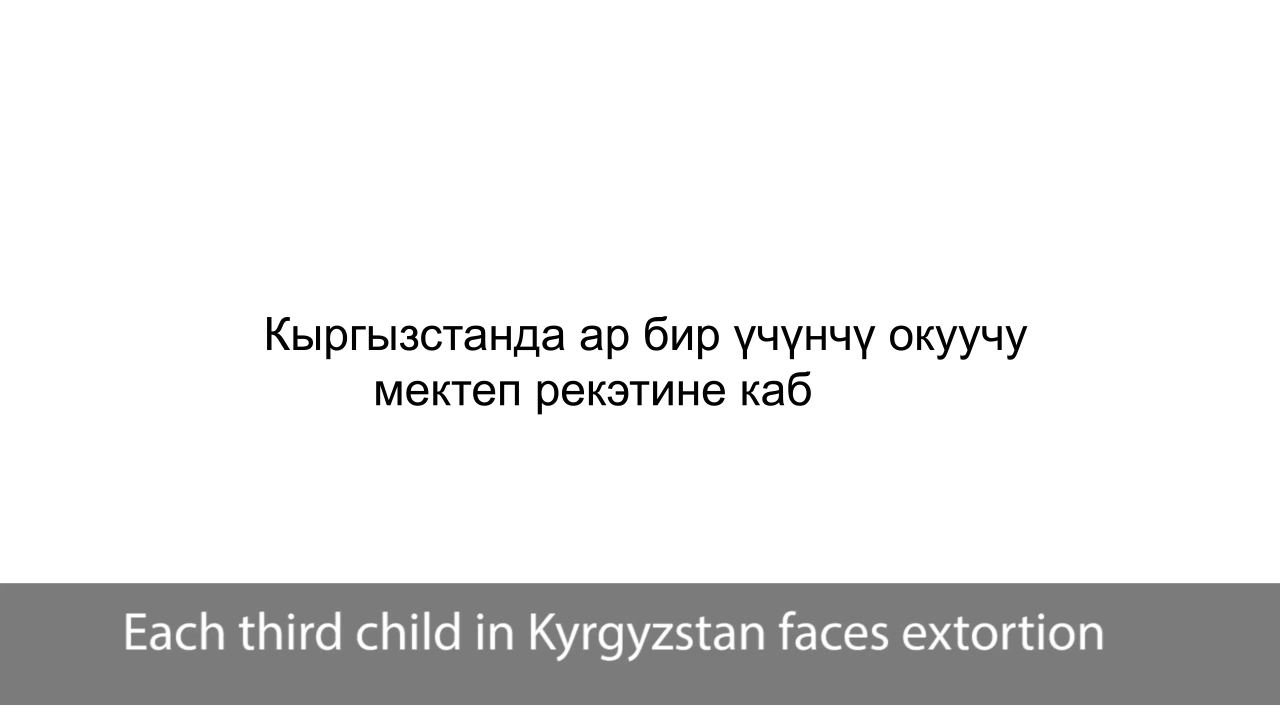 Кыргызстанда ар бир үчүнчү окуучу
мектеп рекэтине каб
Each third child in Kyrgyzstan faces extortion